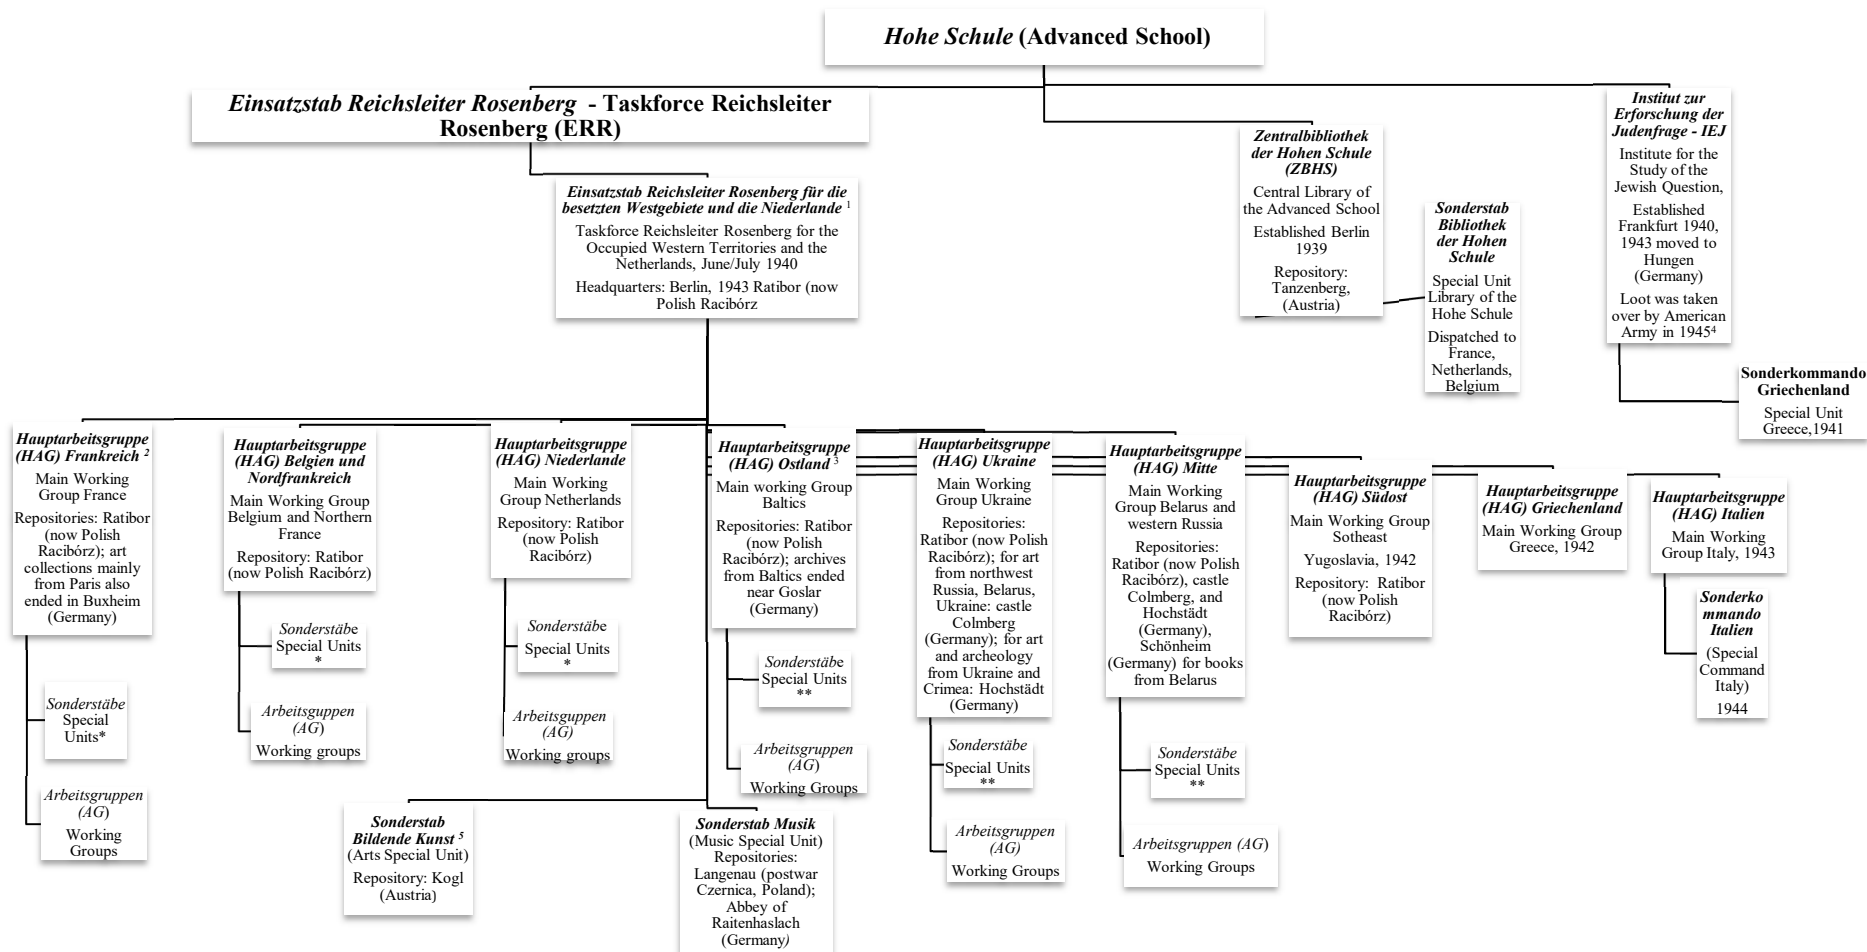 Hohe Schule (Advanced School)
Einsatzstab Reichsleiter Rosenberg - Taskforce Reichsleiter
Rosenberg (ERR)
Institut zur
Erforschung der
Judenfrage - IEJ
Institute for the
Study of the
Jewish Question,
Established
Frankfurt 1940,
1943 moved to
Hungen
(Germany)
Loot was taken
over by American
Army in 1945⁴
Zentralbibliothek
der Hohen Schule
(ZBHS)
Central Library of
the Advanced School
Established Berlin
1939
Repository:
Tanzenberg,
(Austria)
Einsatzstab Reichsleiter Rosenberg für die
besetzten Westgebiete und die Niederlande ¹
Taskforce Reichsleiter Rosenberg for the
Occupied Western Territories and the
Netherlands, June/July 1940
Headquarters: Berlin, 1943 Ratibor (now
Polish Racibórz
Sonderstab
Bibliothek
der Hohen
Schule
Special Unit
Library of the
Hohe Schule
Dispatched to
France,
Netherlands,
Belgium
Sonderkommando
Griechenland
Special Unit
Greece,1941
Hauptarbeitsgruppe
(HAG) Frankreich ²
Main Working
Group France
Repositories: Ratibor
(now Polish
Racibórz); art
collections mainly
from Paris also
ended in Buxheim
(Germany)
Sonderstäbe
Special
Units*
Arbeitsgruppen
(AG)
Working
Groups
Hauptarbeitsgruppe
(HAG) Belgien und
Nordfrankreich
Main Working Group
Belgium and Northern
France
Repository: Ratibor
(now Polish Racibórz)
Sonderstäbe
Special Units
*
Arbeitsguppen
(AG)
Working groups
Hauptarbeitsgruppe
(HAG) Niederlande
Main Working
Group Netherlands
Repository: Ratibor
(now Polish
Racibórz)
Sonderstäbe
Special Units
*
Arbeitsguppen
(AG)
Working groups
Hauptarbeitsgruppe
(HAG) Ostland ³
Main working Group
Baltics
Repositories: Ratibor
(now Polish
Racibórz); archives
from Baltics ended
near Goslar
(Germany)
Sonderstäbe
Special Units
**
Arbeitsgruppen
(AG)
Working Groups
Hauptarbeitsgruppe
(HAG) Ukraine
Main Working
Group Ukraine
Repositories:
Ratibor (now Polish
Racibórz); for art
from northwest
Russia, Belarus,
Ukraine: castle
Colmberg
(Germany); for art
and archeology
from Ukraine and
Crimea: Hochstädt
(Germany)
Sonderstäbe
Special Units
**
Arbeitsgruppen
(AG)
Working Groups
Hauptarbeitsgruppe
(HAG) Mitte
Main Working
Group Belarus and
western Russia
Repositories:
Ratibor (now Polish
Racibórz), castle
Colmberg, and
Hochstädt
(Germany),
Schönheim
(Germany) for books
from Belarus
Sonderstäbe
Special Units
**
Arbeitsgruppen (AG)
Working Groups
Hauptarbeitsgruppe
(HAG) Südost
Main Working Group
Sotheast
Yugoslavia, 1942
Repository: Ratibor
(now Polish
Racibórz)
Hauptarbeitsgruppe
(HAG) Griechenland
Main Working Group
Greece, 1942
Hauptarbeitsgruppe
(HAG) Italien
Main Working
Group Italy, 1943
Sonderko
mmando
Italien
(Special
Command
Italy)
1944
Sonderstab
Bildende Kunst ⁵
(Arts Special Unit)
Repository: Kogl
(Austria)
Sonderstab Musik
(Music Special Unit)
Repositories:
Langenau (postwar
Czernica, Poland);
Abbey of
Raitenhaslach
(Germany)